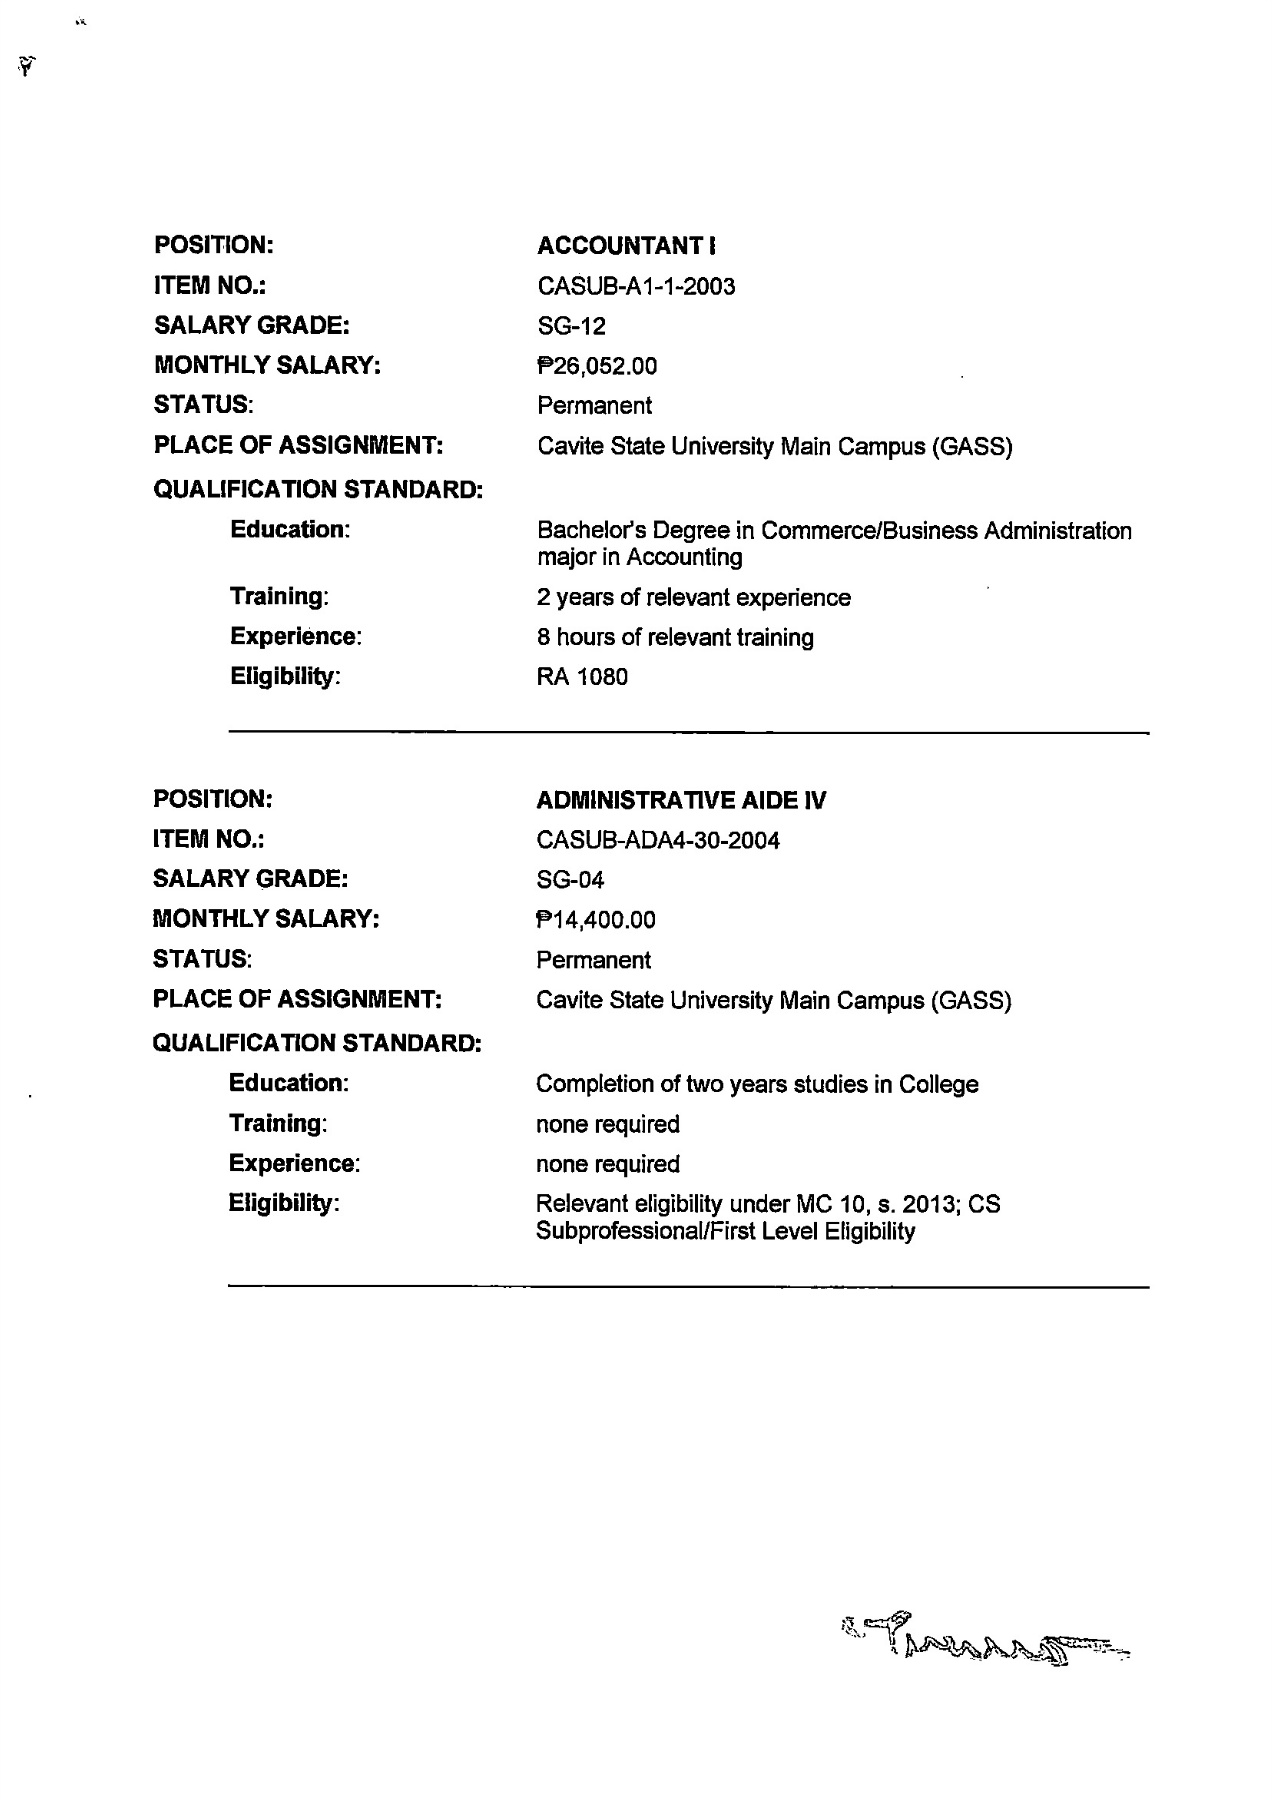 POSITION: ACCOUNTANT I
ITEM NO.: CASUB-A1-1-2003
SALARY GRADE: SG-12
MONTHLY SALARY: ₱26,052.00
STATUS: Permanent
PLACE OF ASSIGNMENT: Cavite State University Main Campus (GASS)
QUALIFICATION STANDARD:
Education: Bachelor's Degree in Commerce/Business Administration
major in Accounting
Training: 2 years of relevant experience
Experience: 8 hours of relevant training
Eligibility: RA 1080
POSITION: ADMINISTRATIVE AIDE IV
ITEM NO.: CASUB-ADA4-30-2004
SALARY GRADE: SG-04
MONTHLY SALARY: ₱14,400.00
STATUS: Permanent
PLACE OF ASSIGNMENT: Cavite State University Main Campus (GASS)
QUALIFICATION STANDARD:
Education: Completion of two years studies in College
Training: none required
Experience: none required
Eligibility: Relevant eligibility under MC 10, s. 2013; CS
Subprofessional/First Level Eligibility